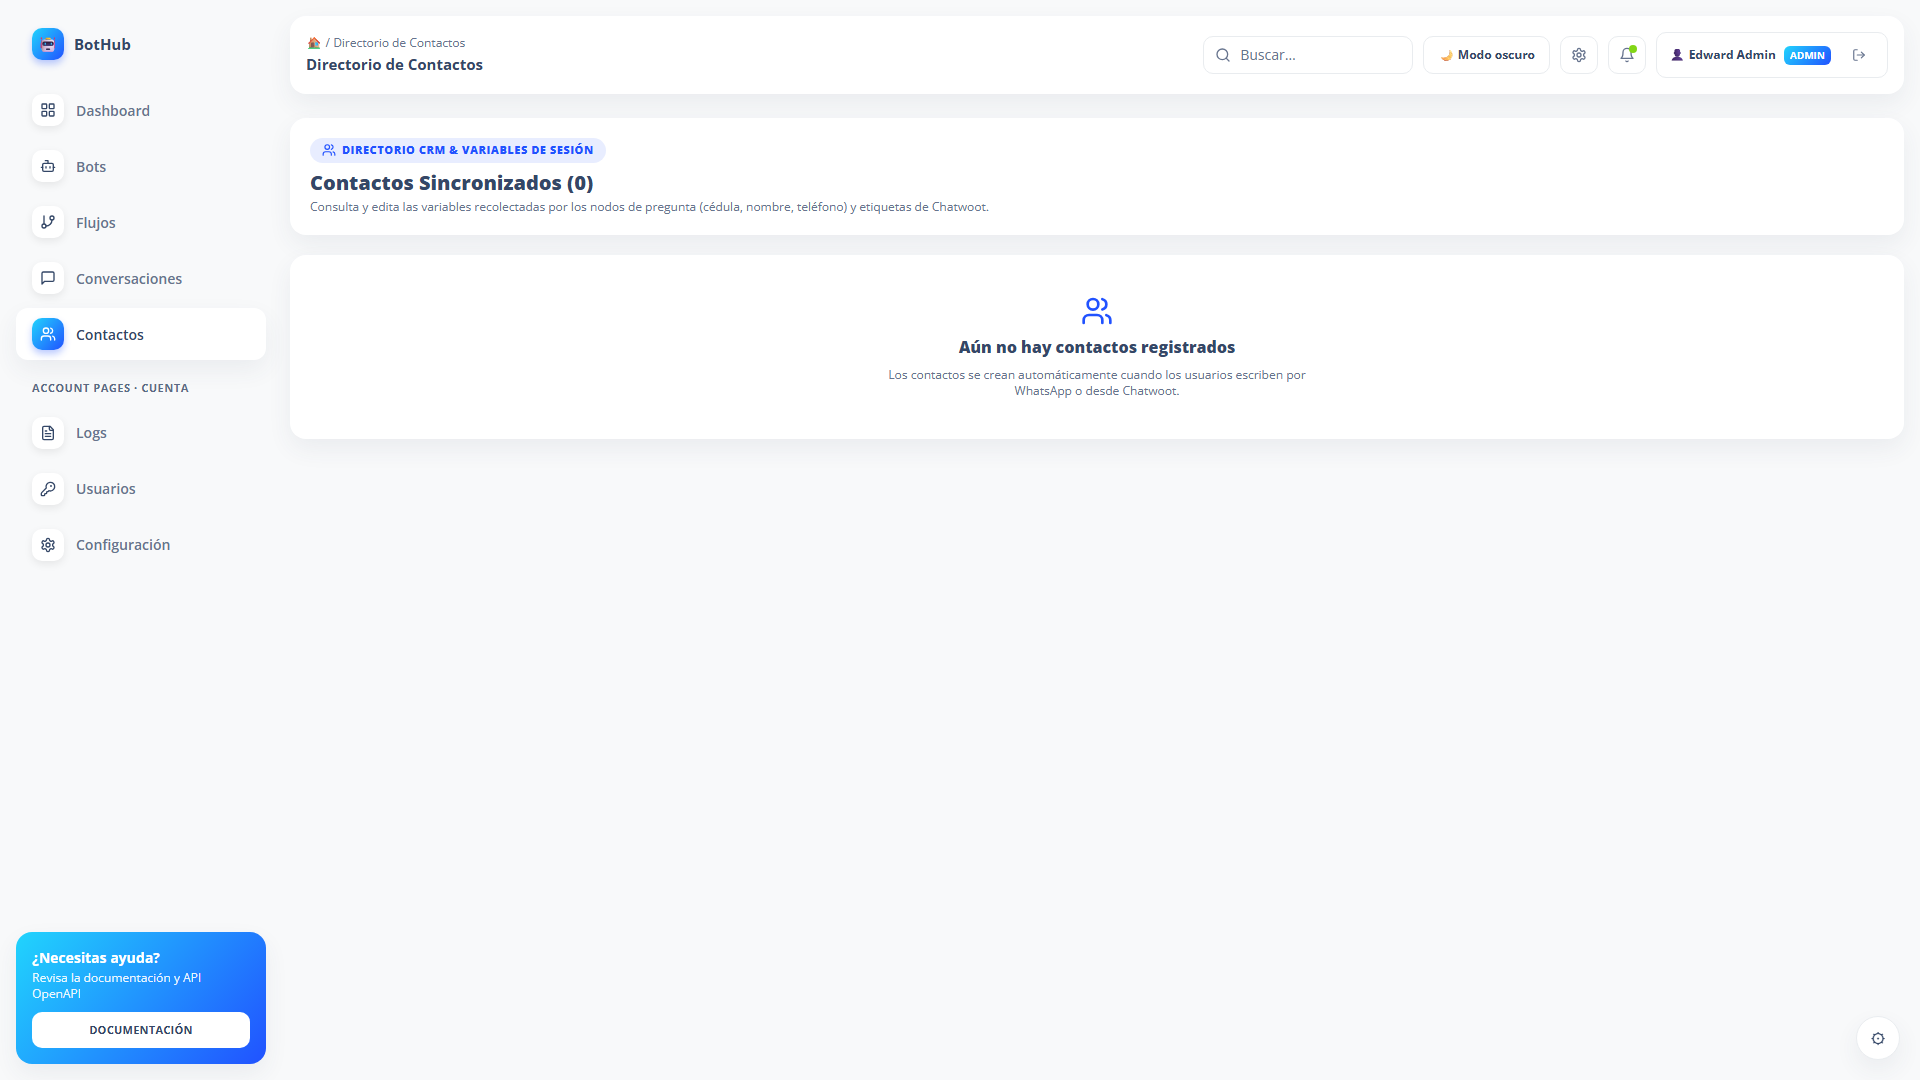 BotHub
Dashboard
Bots
Flujos
Conversaciones
Contactos
ACCOUNT PAGES · CUENTA
Logs
Usuarios
Configuración
¿Necesitas ayuda?
Revisa la documentación y API
OpenAPI
DOCUMENTACIÓN
/ Directorio de Contactos
Directorio de Contactos
Buscar...
Modo oscuro
Edward Admin
ADMIN
DIRECTORIO CRM & VARIABLES DE SESIÓN
Contactos Sincronizados (0)
Consulta y edita las variables recolectadas por los nodos de pregunta (cédula, nombre, teléfono) y etiquetas de Chatwoot.
Aún no hay contactos registrados
Los contactos se crean automáticamente cuando los usuarios escriben por
WhatsApp o desde Chatwoot.